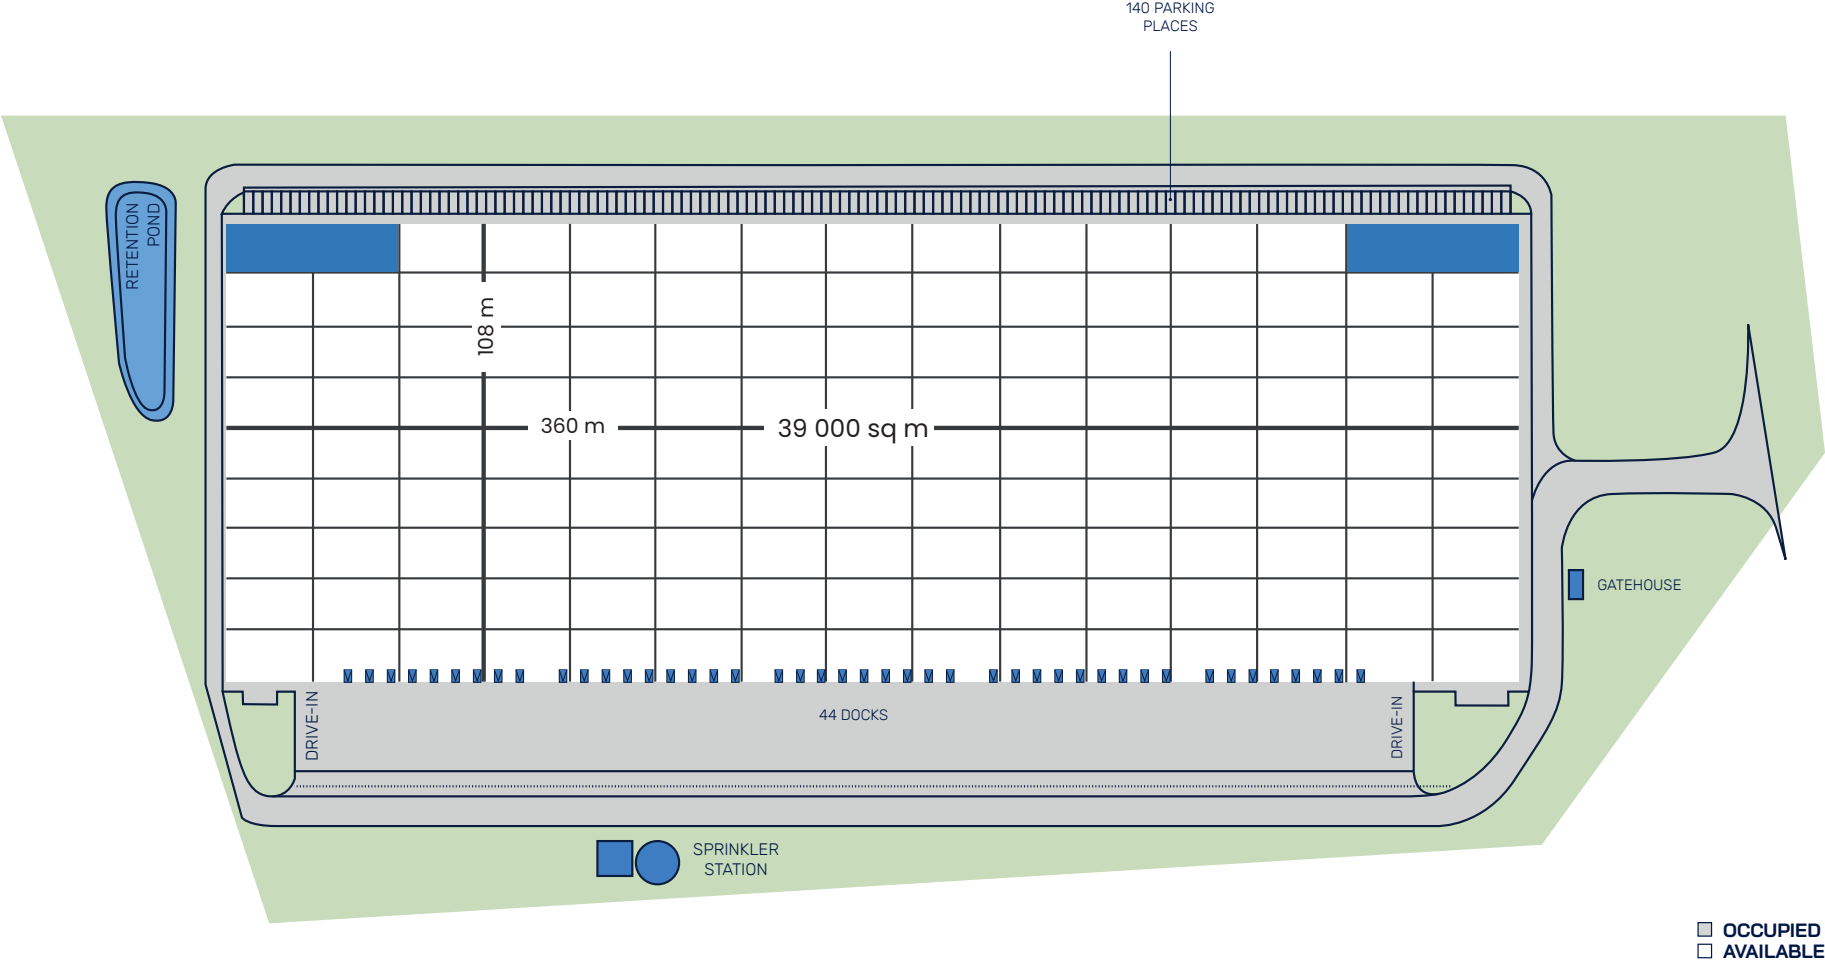 140 PARKING
PLACES
RETENTION
POND
108 m
360 m
39 000 sq m
GATEHOUSE
DRIVE-IN
44 DOCKS
DRIVE-IN
SPRINKLER
STATION
OCCUPIED
AVAILABLE